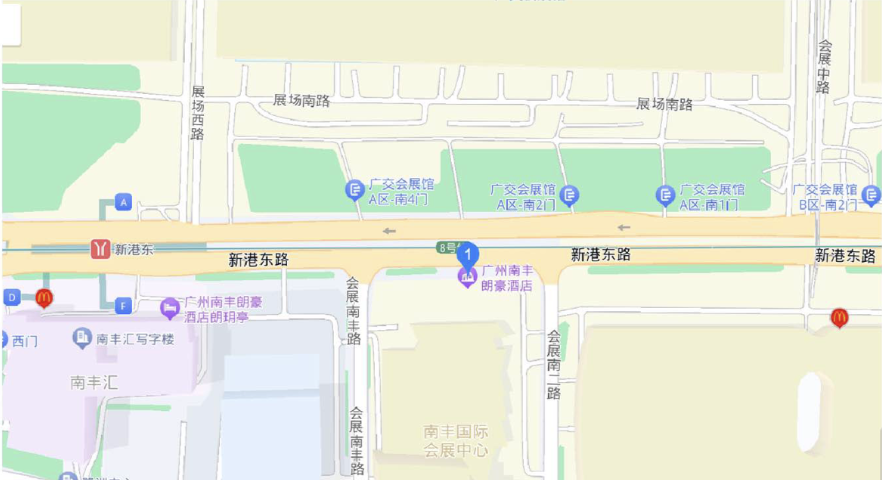 会展中路
展场西路
展场南路
展场南路
广交会展馆
A区-南4门
广交会展馆
A区-南2门
广交会展馆
A区-南1门
广交会展馆
B区-南2门
A
新港东
8号
1
新港东路
新港东路
新港东路
广州南丰
朗豪酒店
D
F
广州南丰朗豪
酒店朗玥亭
会展南丰路
会展南二路
西门
南丰汇写字楼
南丰汇
会展南丰路
南丰国际
会展中心